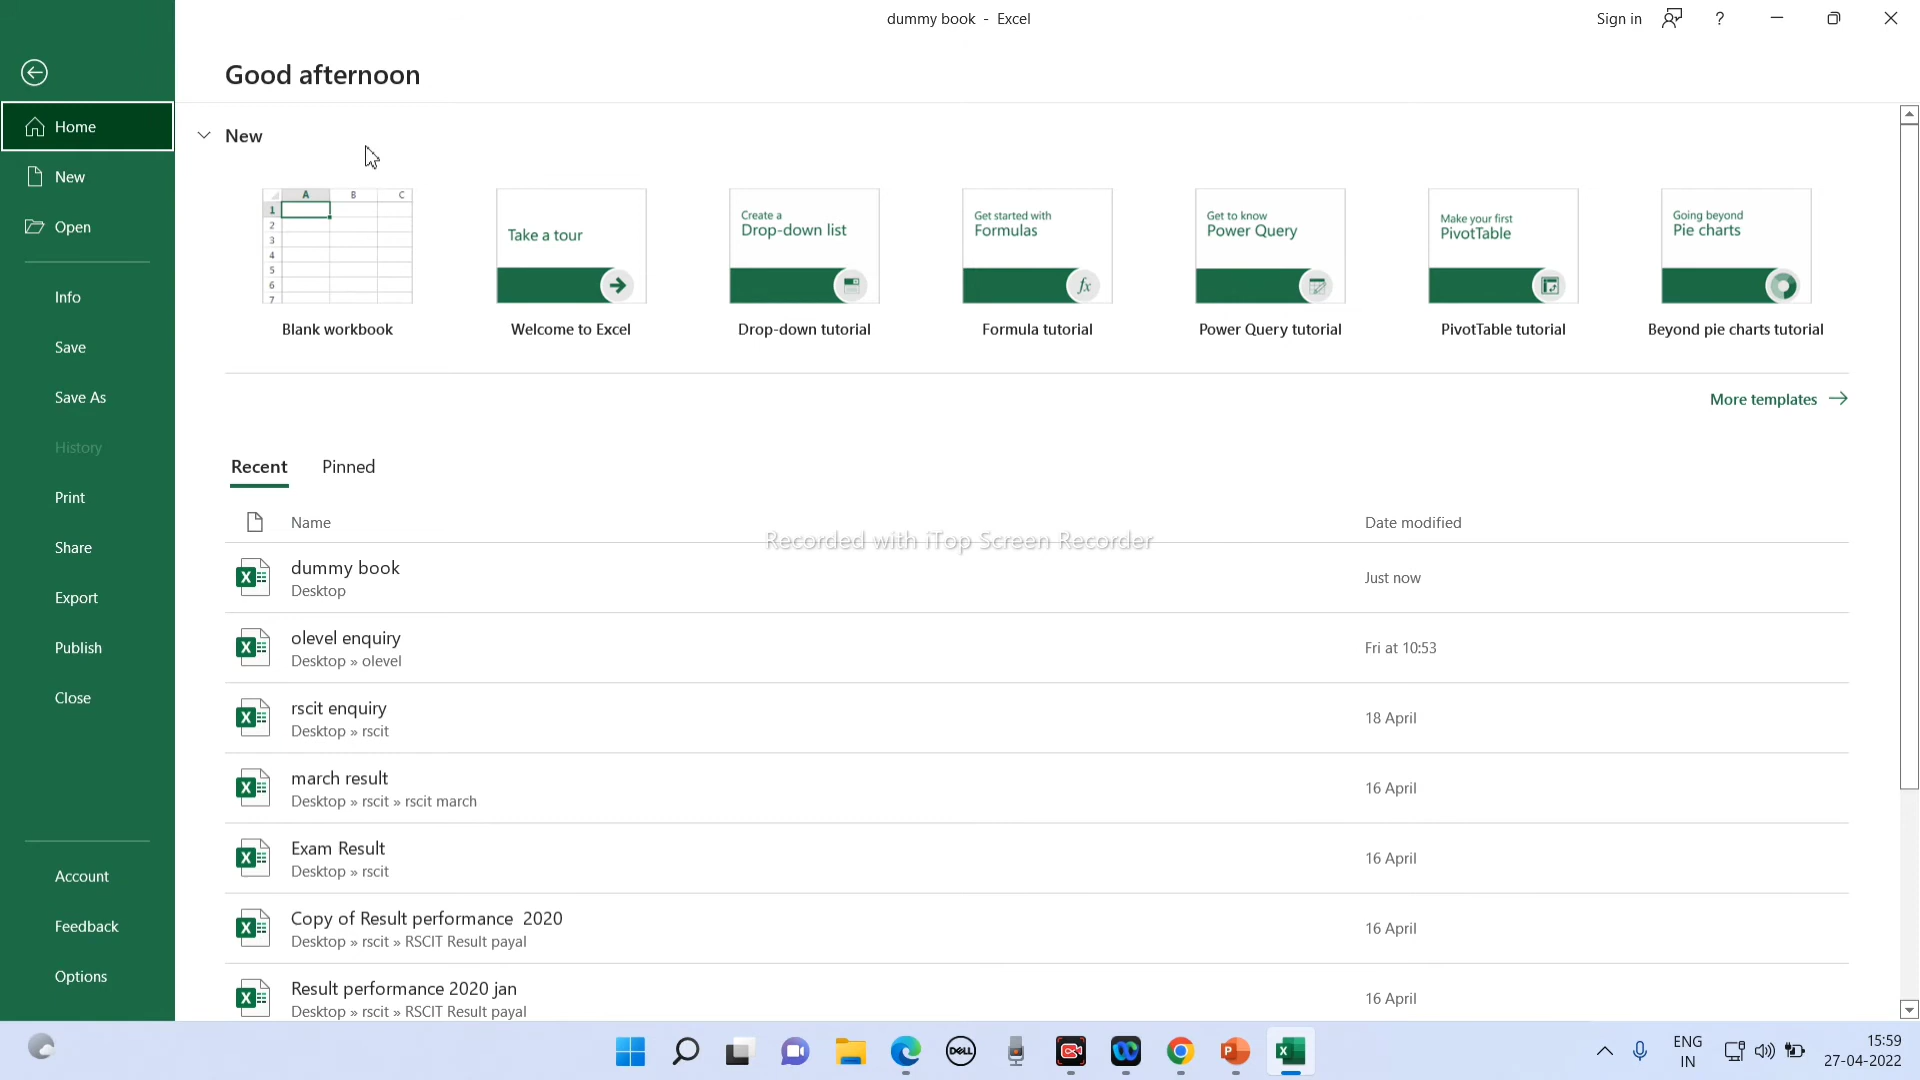 dummy book - Excel
Sign in
?
Good afternoon
Home
New
Open
Info
Save
Save As
History
Print
Share
Export
Publish
Close
Account
Feedback
Options
New
A B C
1
2
3
4
5
6
7
Blank workbook
Take a tour
Welcome to Excel
Create a
Drop-down list
Drop-down tutorial
Get started with
Formulas
fx
Formula tutorial
Get to know
Power Query
Power Query tutorial
Make your first
PivotTable
PivotTable tutorial
Going beyond
Pie charts
Beyond pie charts tutorial
More templates
Recent Pinned
Name Date modified
Recorded with iTop Screen Recorder
dummy book
Desktop
Just now
olevel enquiry
Desktop » olevel
Fri at 10:53
rscit enquiry
Desktop » rscit
18 April
march result
Desktop » rscit » rscit march
16 April
Exam Result
Desktop » rscit
16 April
Copy of Result performance 2020
Desktop » rscit » RSCIT Result payal
16 April
Result performance 2020 jan
Desktop » rscit » RSCIT Result payal
16 April
DELL
P
X
ENG
IN
15:59
27-04-2022